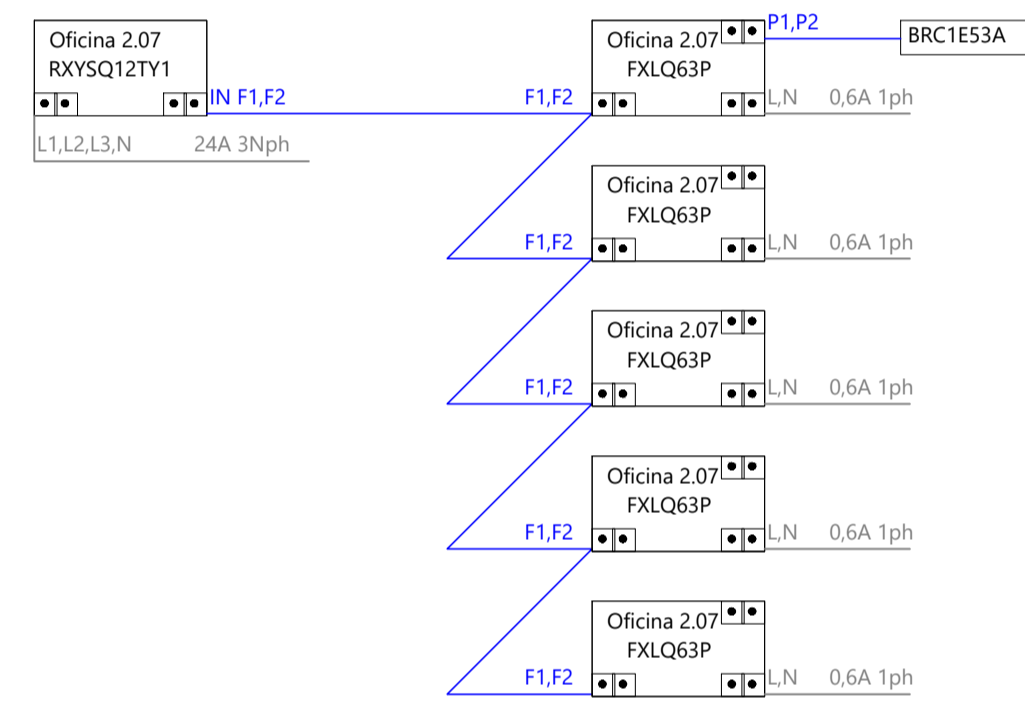 Oficina 2.07
RXYSQ12TY1
IN F1,F2
L1,L2,L3,N 24A 3Nph
Oficina 2.07
FXLQ63P
P1,P2
BRC1E53A
F1,F2
L,N 0,6A 1ph
Oficina 2.07
FXLQ63P
F1,F2
L,N 0,6A 1ph
Oficina 2.07
FXLQ63P
F1,F2
L,N 0,6A 1ph
Oficina 2.07
FXLQ63P
F1,F2
L,N 0,6A 1ph
Oficina 2.07
FXLQ63P
F1,F2
L,N 0,6A 1ph